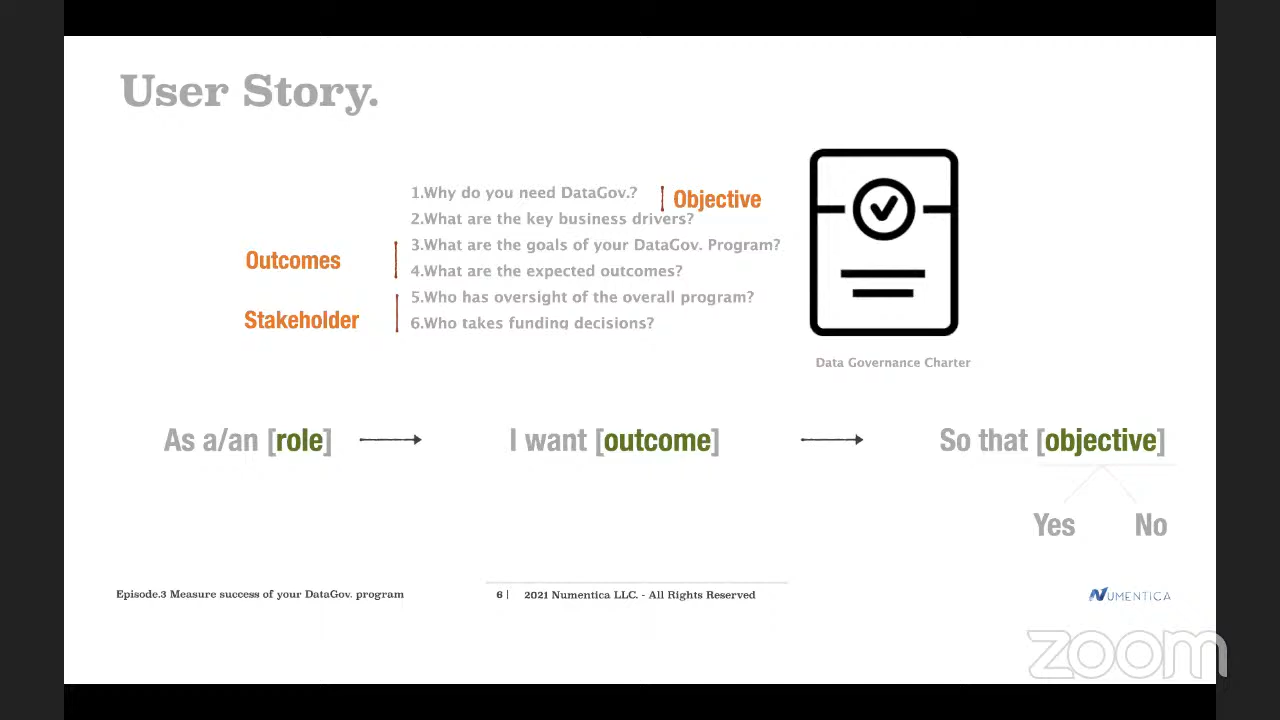 User Story.
1.Why do you need DataGov.?
Objective
2.What are the key business drivers?
Outcomes
3.What are the goals of your DataGov. Program?
4.What are the expected outcomes?
Stakeholder
5.Who has oversight of the overall program?
6.Who takes funding decisions?
Data Governance Charter
As a/an [role]
I want [outcome]
So that [objective]
Yes
No
Episode.3 Measure success of your DataGov. program
6 |
2021 Numentica LLC. - All Rights Reserved
NUMENTICA
zoom